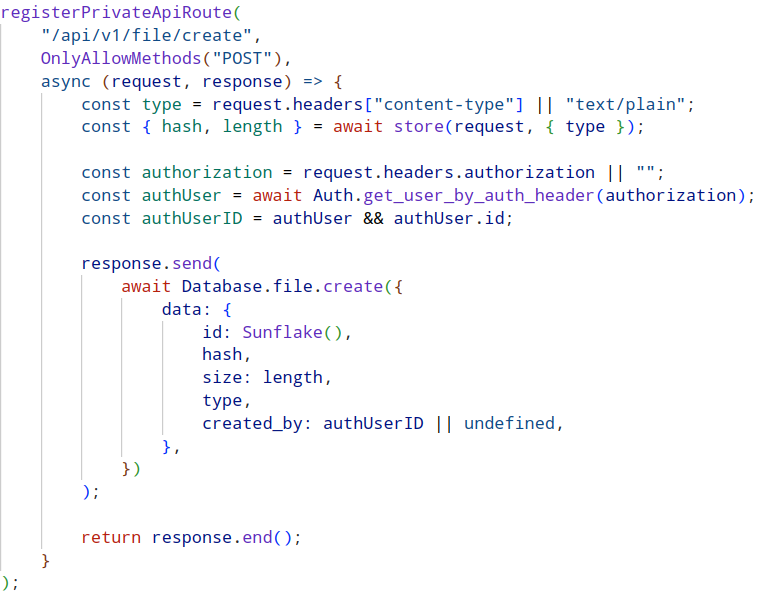 registerPrivateApiRoute(
    "/api/v1/file/create",
    OnlyAllowMethods("POST"),
    async (request, response) => {
        const type = request.headers["content-type"] || "text/plain";
        const { hash, length } = await store(request, { type });

        const authorization = request.headers.authorization || "";
        const authUser = await Auth.get_user_by_auth_header(authorization);
        const authUserID = authUser && authUser.id;

        response.send(
            await Database.file.create({
                data: {
                    id: Sunflake(),
                    hash,
                    size: length,
                    type,
                    created_by: authUserID || undefined,
                },
            })
        );

        return response.end();
    }
);